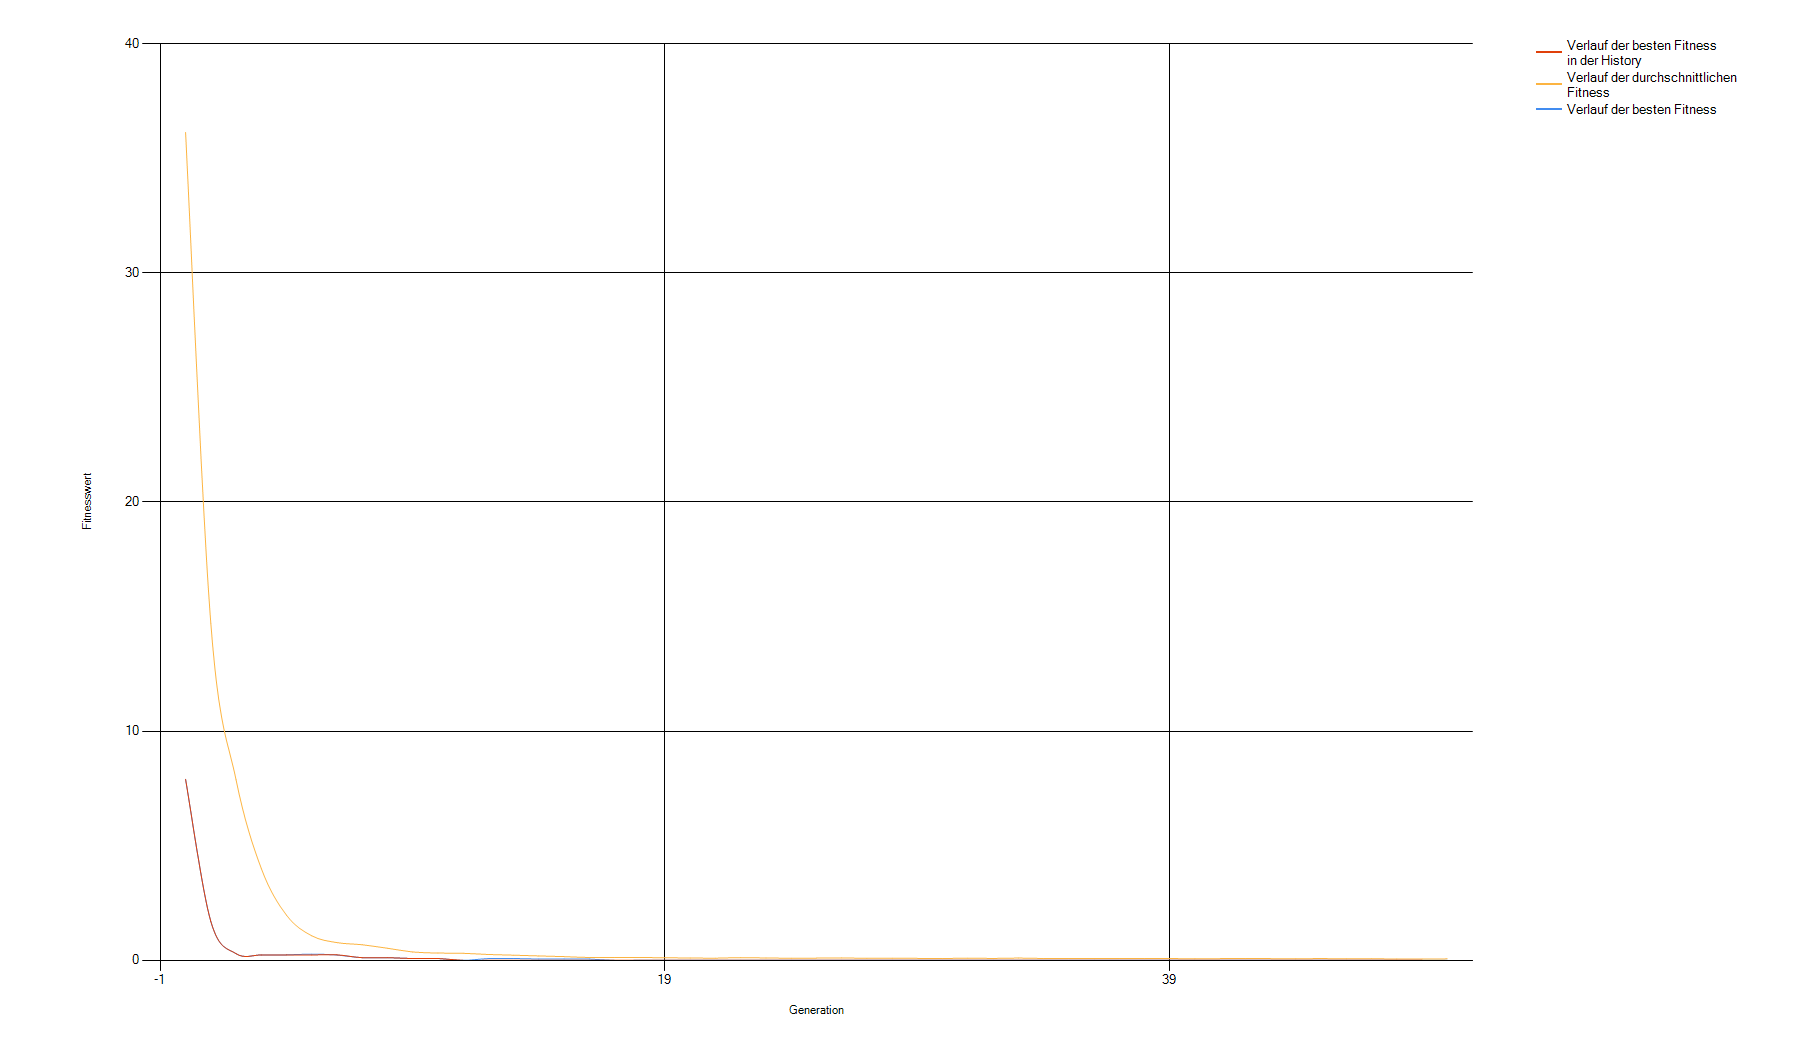 40
30
20
10
0
Fitnesswert
-1
19
39
Generation
Verlauf der besten Fitness
in der History
Verlauf der durchschnittlichen
Fitness
Verlauf der besten Fitness